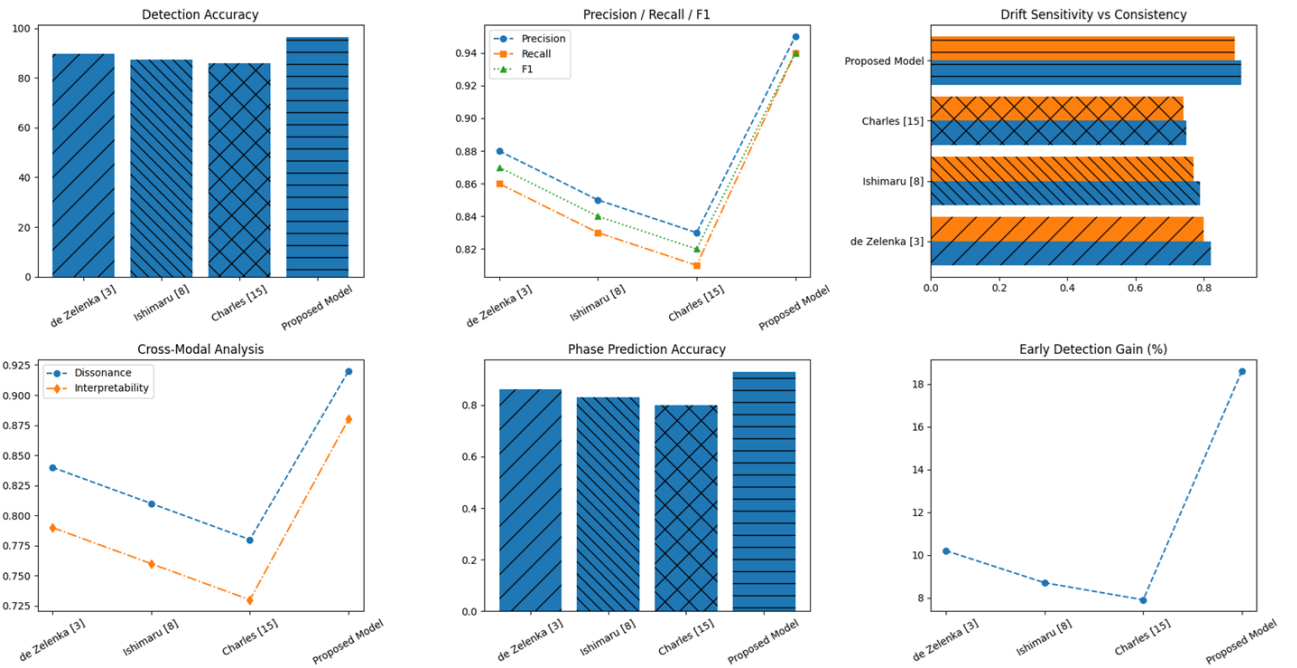 Detection Accuracy
100
80
60
40
20
0
de Zelenka [3]
Ishimaru [8]
Charles [15]
Proposed Model
Precision / Recall / F1
Precision
Recall
F1
0.94
0.92
0.90
0.88
0.86
0.84
0.82
de Zelenka [3]
Ishimaru [8]
Charles [15]
Proposed Model
Drift Sensitivity vs Consistency
Proposed Model
Charles [15]
Ishimaru [8]
de Zelenka [3]
0.0 0.2 0.4 0.6 0.8
Cross-Modal Analysis
Dissonance
Interpretability
0.925
0.900
0.875
0.850
0.825
0.800
0.775
0.750
0.725
de Zelenka [3]
Ishimaru [8]
Charles [15]
Proposed Model
Phase Prediction Accuracy
0.8
0.6
0.4
0.2
0.0
de Zelenka [3]
Ishimaru [8]
Charles [15]
Proposed Model
Early Detection Gain (%)
18
16
14
12
10
8
de Zelenka [3]
Ishimaru [8]
Charles [15]
Proposed Model